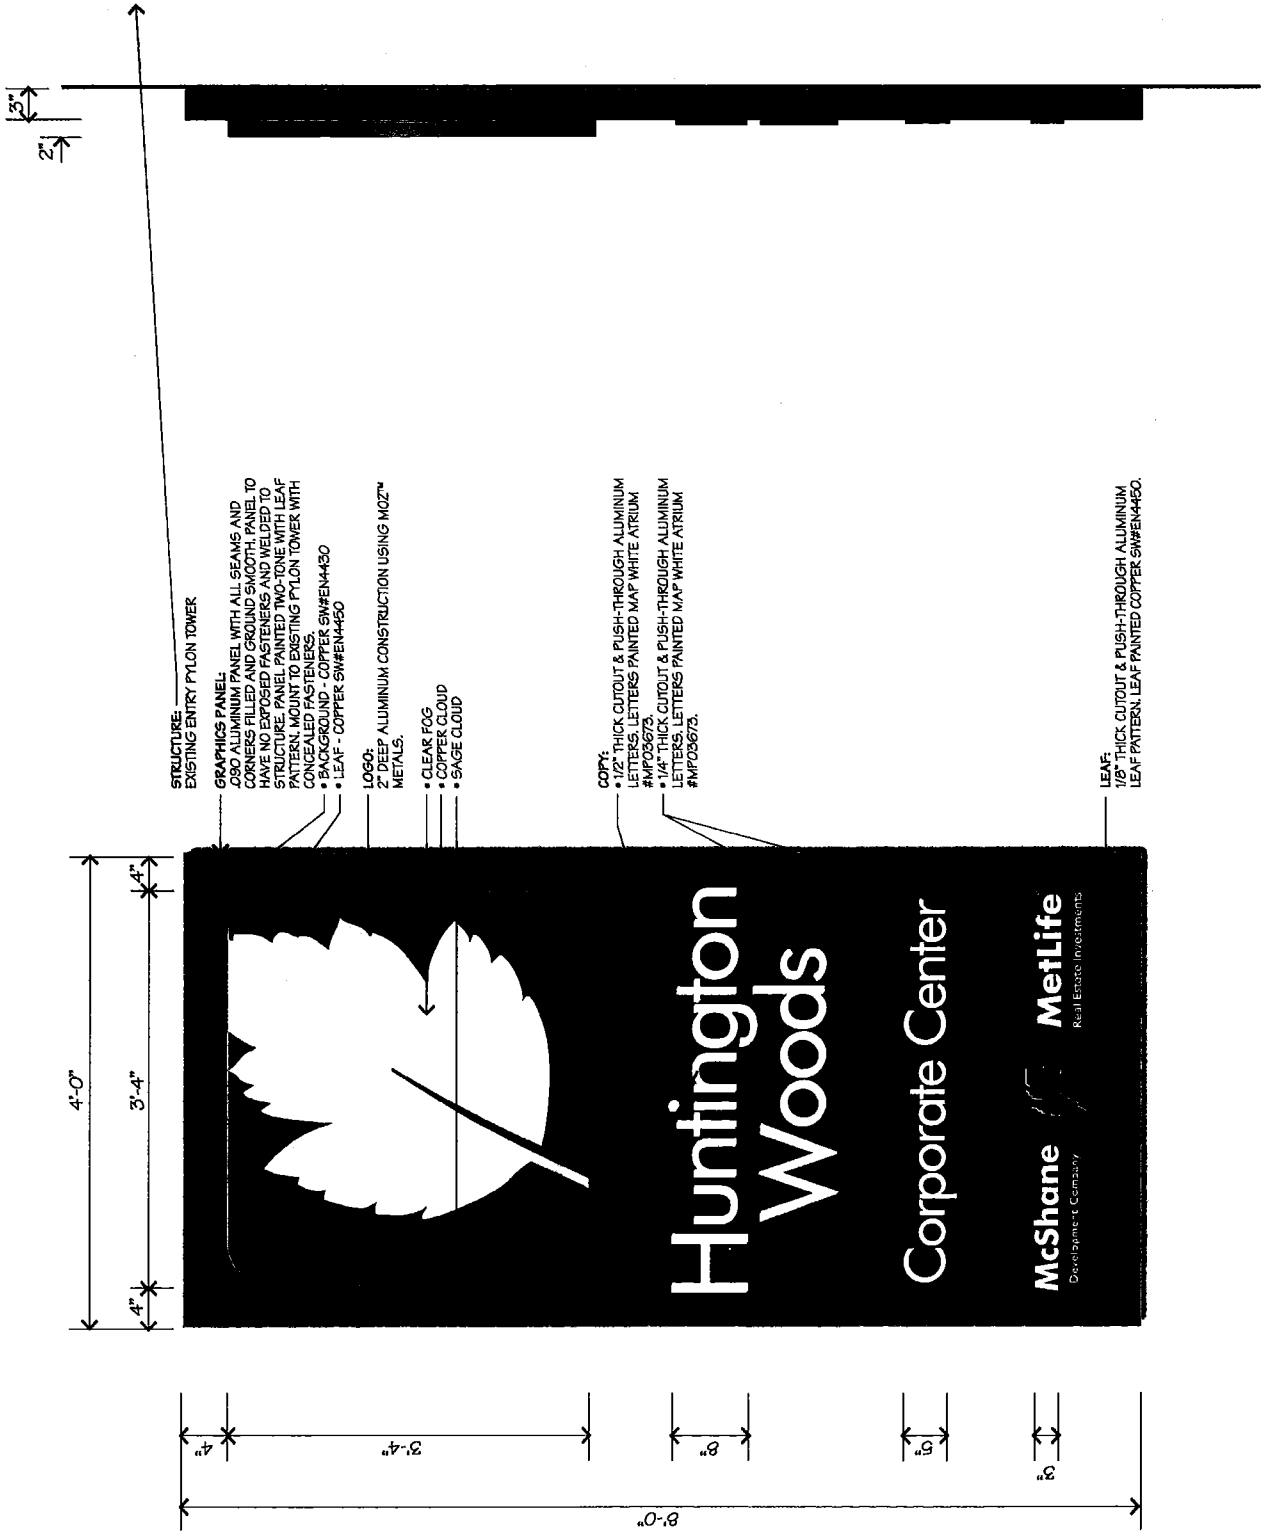 STRUCTURE:
EXISTING ENTRY PYLON TOWER
GRAPHICS PANEL:
.090 ALUMINUM PANEL WITH ALL SEAMS AND
CORNERS FILLED AND GROUND SMOOTH. PANEL TO
HAVE NO EXPOSED FASTENERS AND WELDED TO
STRUCTURE. PANEL PAINTED TWO-TONE WITH LEAF
PATTERN. MOUNT TO EXISTING PYLON TOWER WITH
CONCEALED FASTENERS.
• BACKGROUND - COPPER SW#EN4430
• LEAF - COPPER SW#EN4450
LOGO:
2" DEEP ALUMINUM CONSTRUCTION USING MOZ™
METALS.
• CLEAR FOG
• COPPER CLOUD
• SAGE CLOUD
COPY:
• 1/2" THICK CUTOUT & PUSH-THROUGH ALUMINUM
LETTERS. LETTERS PAINTED MAP WHITE ATRIUM
#MP03673.
• 1/4" THICK CUTOUT & PUSH-THROUGH ALUMINUM
LETTERS. LETTERS PAINTED MAP WHITE ATRIUM
#MP03673.
LEAF:
1/8" THICK CUTOUT & PUSH-THROUGH ALUMINUM
LEAF PATTERN. LEAF PAINTED COPPER SW#EN4450.
4'-0"
4"
3'-4"
4"
Huntington
Woods
Corporate Center
McShane
Development Company
MetLife
Real Estate Investments
4"
3'-4"
8"
5"
3"
8'-0"
3"
2"